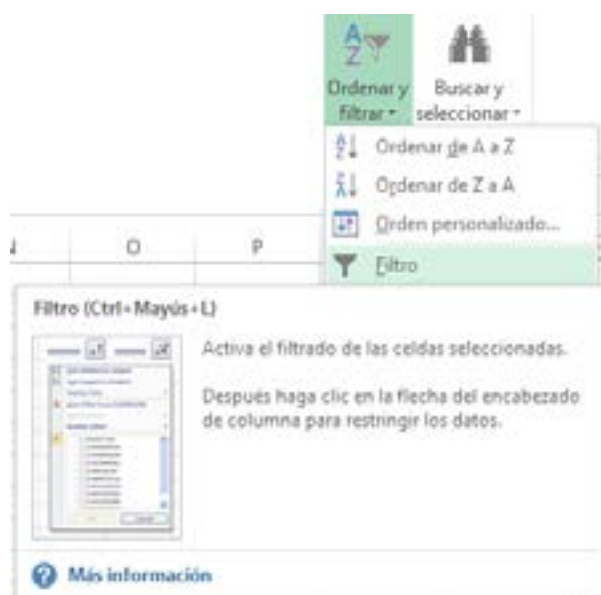 Ordenar y
filtrar
Buscar y
seleccionar
Ordenar de A a Z
Ordenar de Z a A
Orden personalizado...
O P
Filtro
Filtro (Ctrl+Mayús+L)
Activa el filtrado de las celdas seleccionadas.
Después haga clic en la flecha del encabezado
de columna para restringir los datos.
Más información